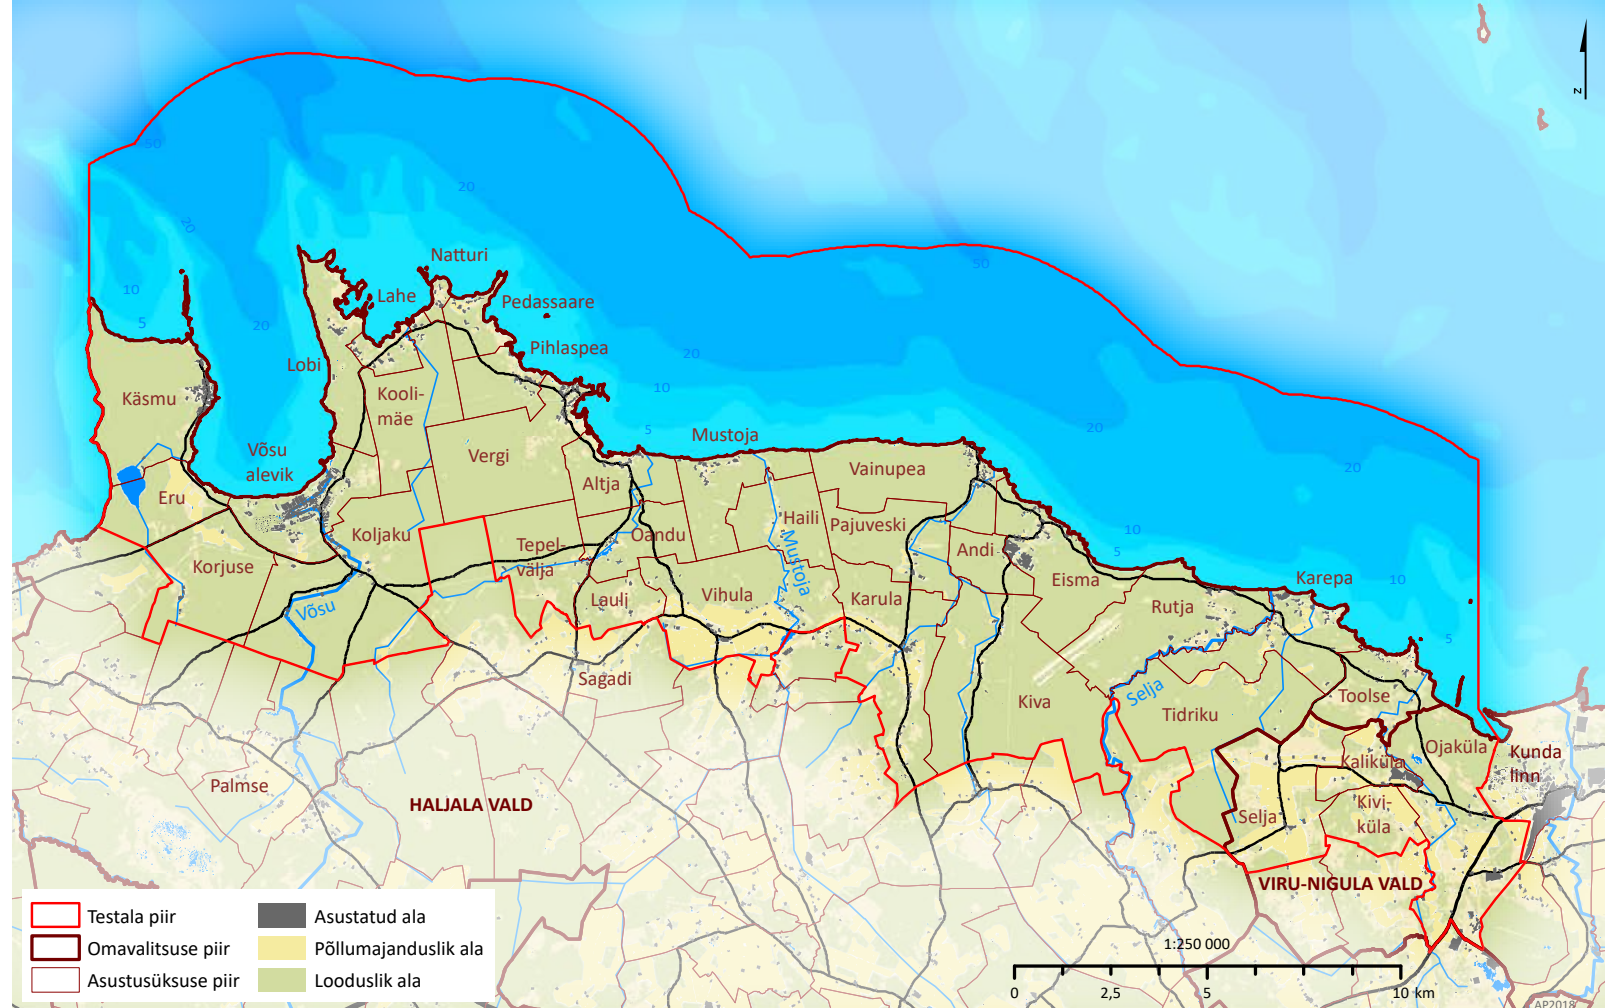 z
50
20
20
Natturi
50
10
Lahe
Pedassaare
5
20
Pihlaspea
20
Lobi
10
Käsmu
Kooli-
mäe
20
5
Mustoja
Võsu
alevik
Vergi
Vainupea
20
Eru
Altja
Haili
Pajuveski
10
Koljaku
Oandu
Tepel-
välja
Andi
5
Korjuse
Mustoja
Eisma
Karepa
10
Võsu
Laulj
Vihula
Karula
Rutja
5
Sagadi
Selja
Kiva
Toolse
Tidriku
Ojaküla
Kunda
linn
Kaliküla
Palmse
HALJALA VALD
Kivi-
küla
Selja
VIRU-NIGULA VALD
Testala piir
Omavalitsuse piir
Asustusüksuse piir
Asustatud ala
Põllumajanduslik ala
Looduslik ala
1:250 000
0
2,5
5
10 km
AP2018